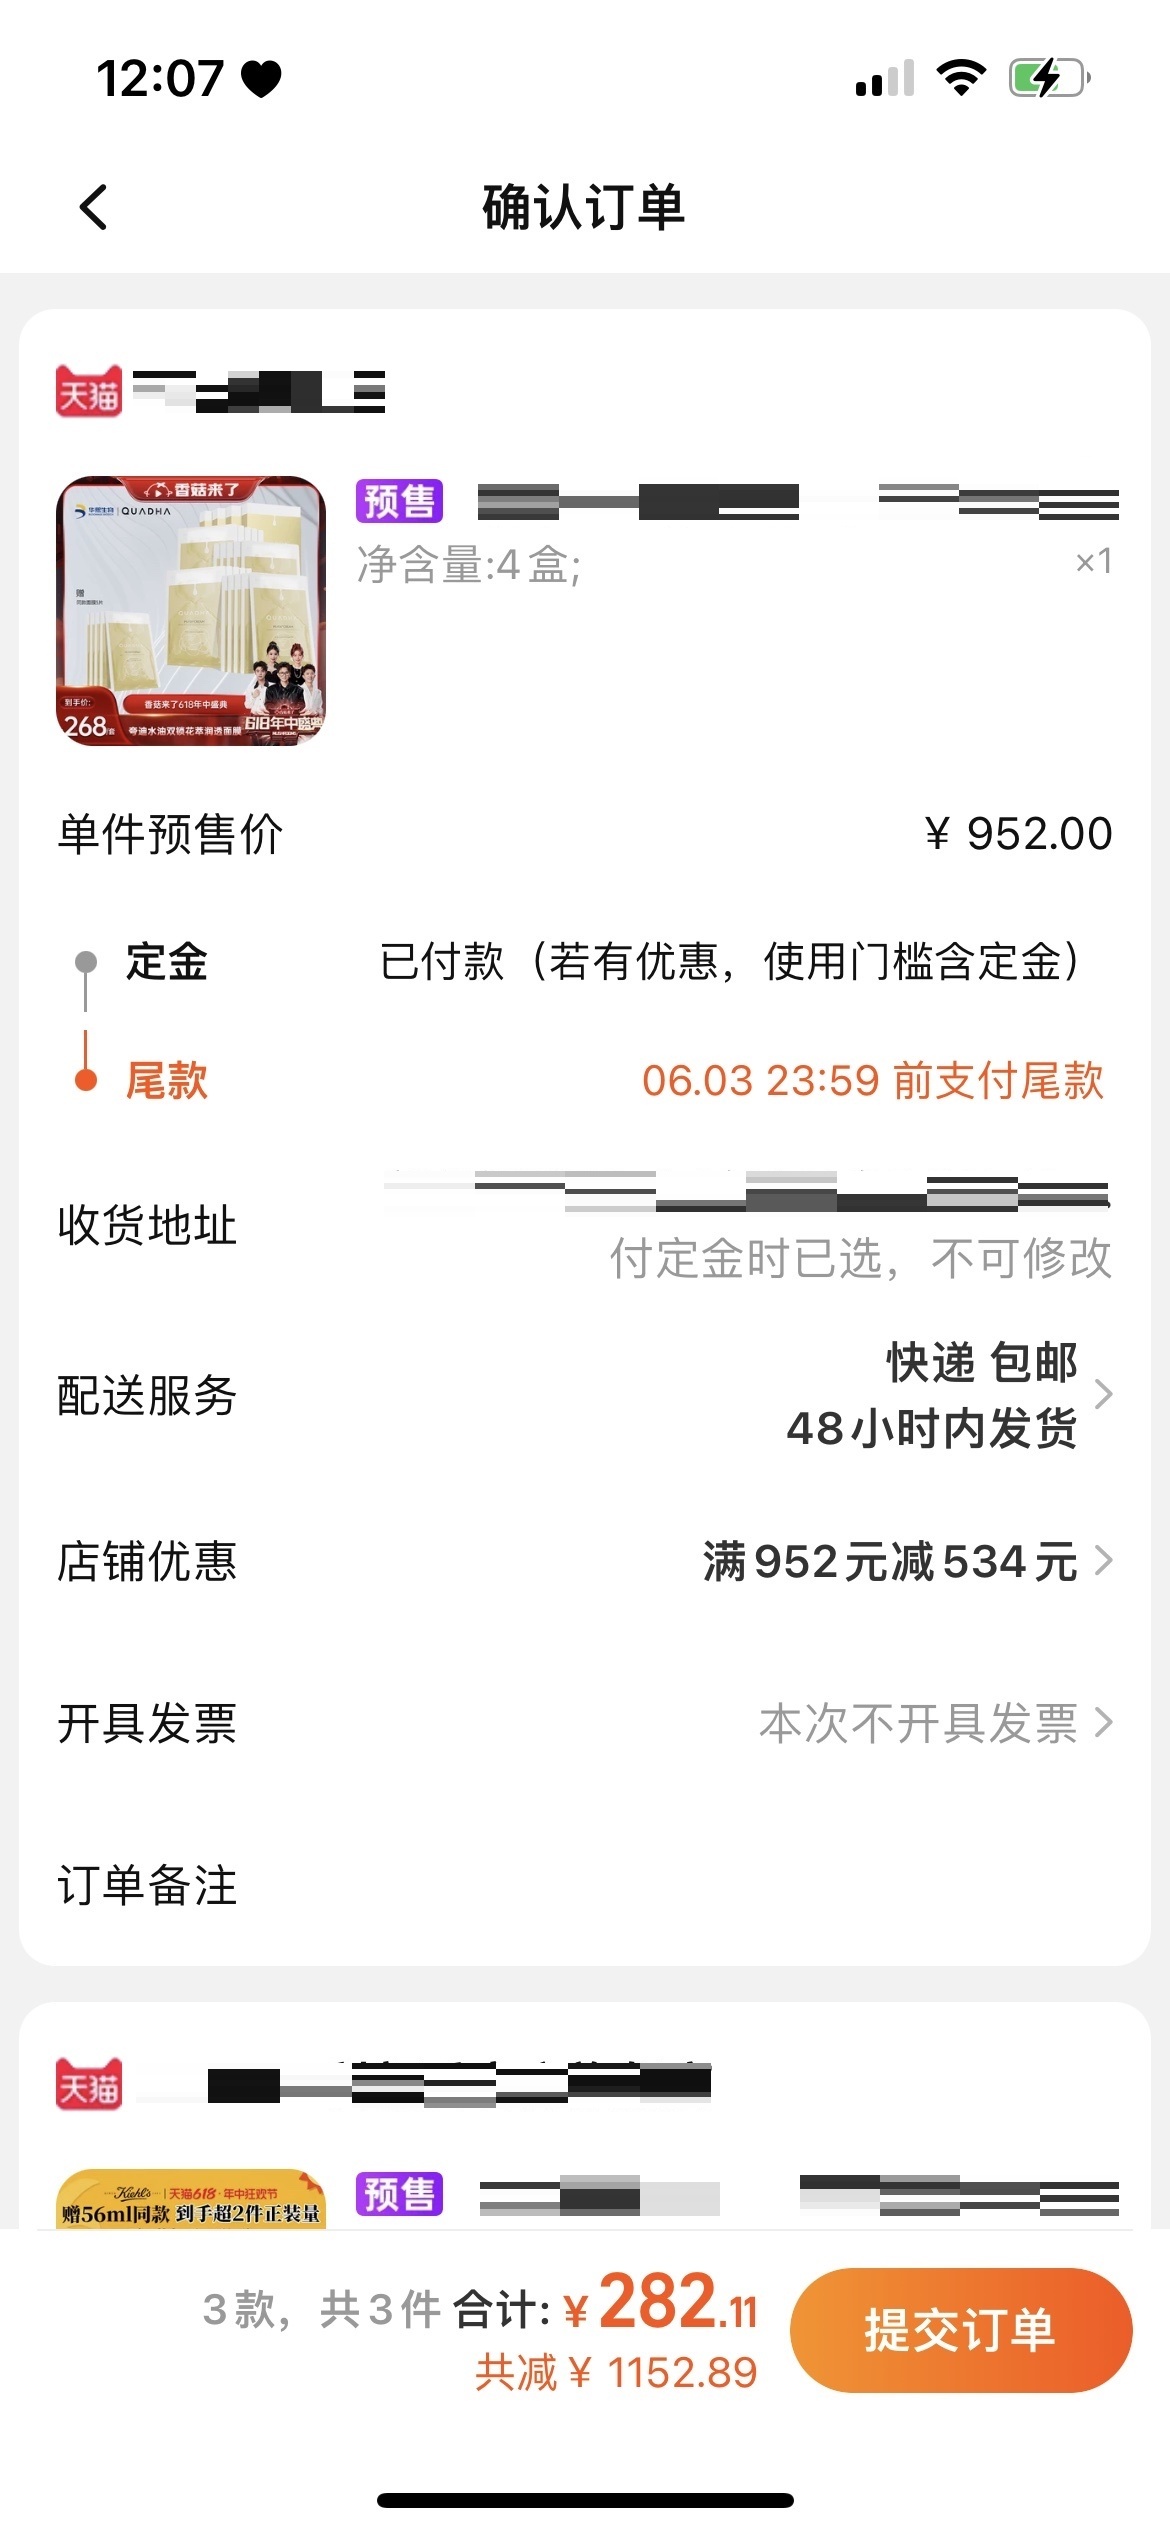 12:07
确认订单
天猫
香菇来了
华熙生物 | QUADHA
赠
到手价:
268
香菇来了618年中盛典
夸迪水油双锁花萃润透面膜
618年中盛典
预售
净含量:4盒;
×1
单件预售价
¥ 952.00
定金
已付款（若有优惠，使用门槛含定金）
尾款
06.03 23:59 前支付尾款
收货地址
付定金时已选，不可修改
配送服务
快递 包邮
48小时内发货
店铺优惠
满952元减534元
开具发票
本次不开具发票
订单备注
天猫
Kiehl's | 天猫618·年中狂欢节
赠56ml同款 到手超2件正装量
预售
3款，共3件 合计: ¥282.11
共减¥ 1152.89
提交订单